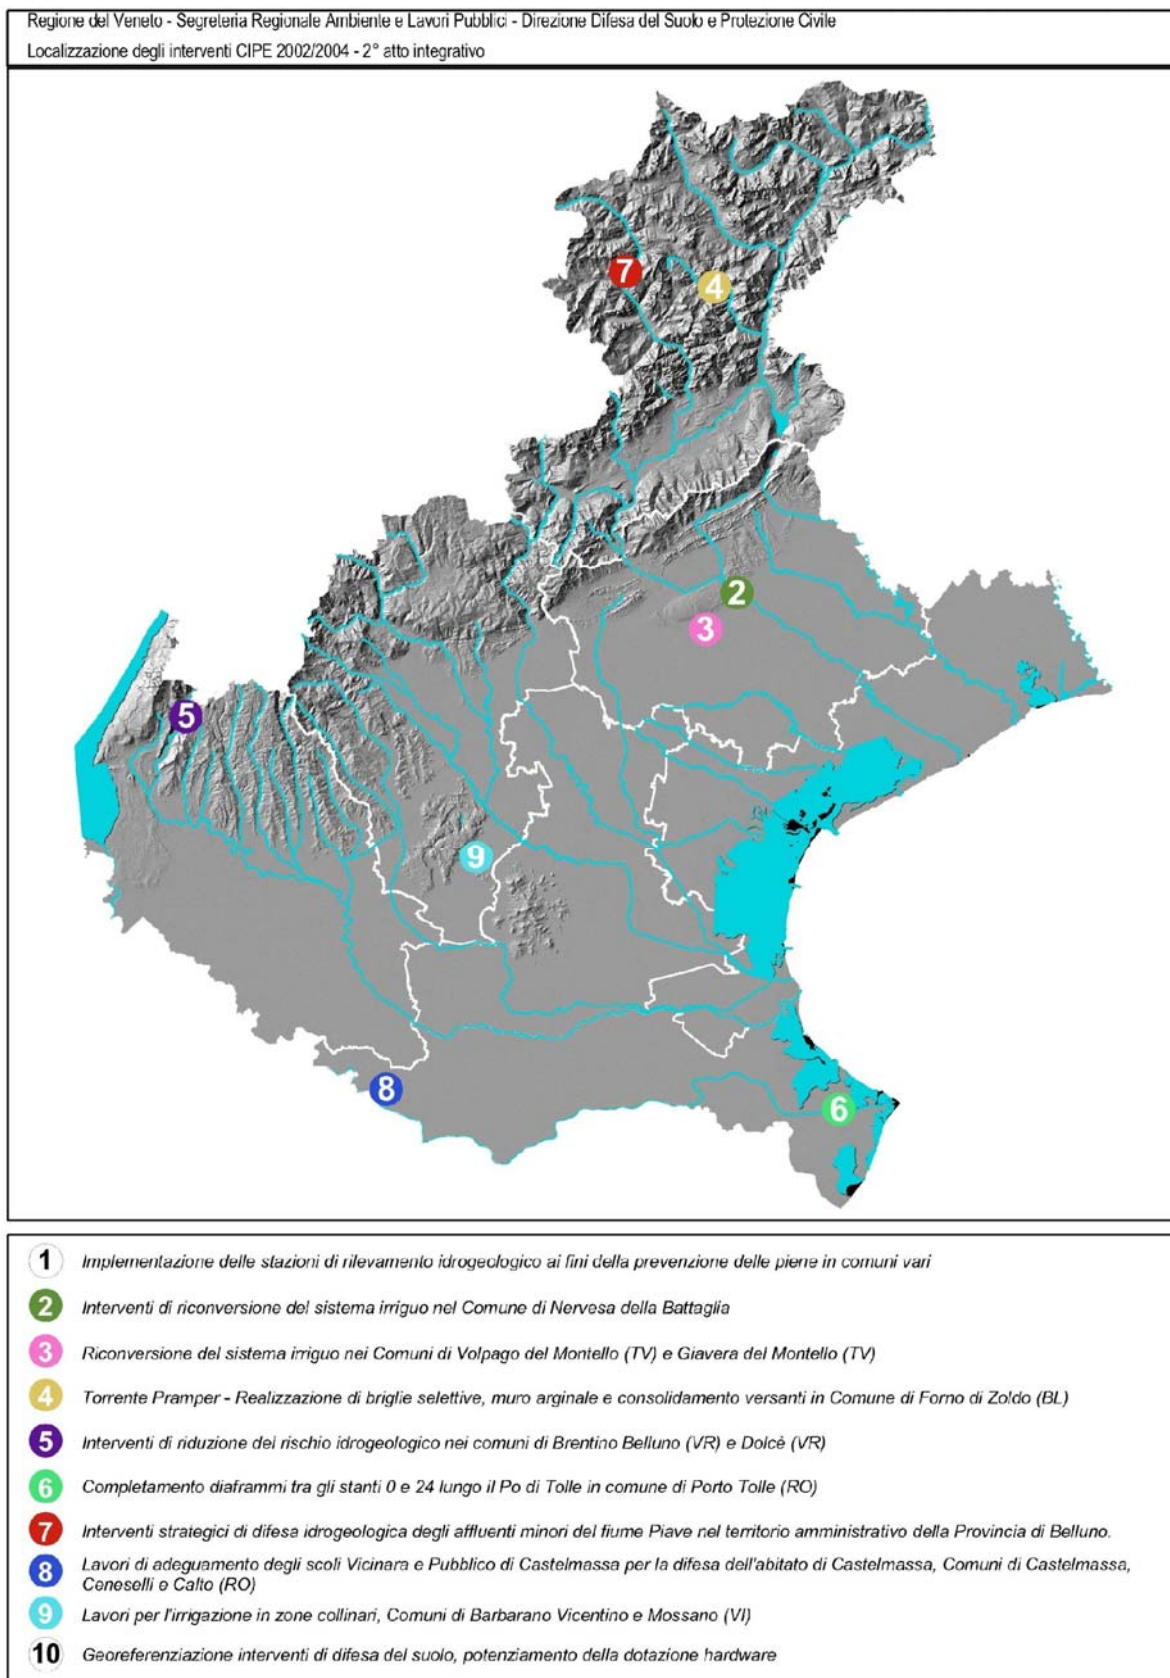 Regione del Veneto - Segreteria Regionale Ambiente e Lavori Pubblici - Direzione Difesa del Suolo e Protezione Civile
Localizzazione degli interventi CIPE 2002/2004 - 2° atto integrativo
7
4
2
3
5
9
8
6
1 Implementazione delle stazioni di rilevamento idrogeologico ai fini della prevenzione delle piene in comuni vari
2 Interventi di riconversione del sistema irriguo nel Comune di Nervesa della Battaglia
3 Riconversione del sistema irriguo nei Comuni di Volpago del Montello (TV) e Giavera del Montello (TV)
4 Torrente Pramper - Realizzazione di briglie selettive, muro arginale e consolidamento versanti in Comune di Forno di Zoldo (BL)
5 Interventi di riduzione del rischio idrogeologico nei comuni di Brentino Belluno (VR) e Dolcè (VR)
6 Completamento diaframmi tra gli stanti 0 e 24 lungo il Po di Tolle in comune di Porto Tolle (RO)
7 Interventi strategici di difesa idrogeologica degli affluenti minori del fiume Piave nel territorio amministrativo della Provincia di Belluno.
8 Lavori di adeguamento degli scoli Vicinara e Pubblico di Castelmassa per la difesa dell'abitato di Castelmassa, Comuni di Castelmassa,
Ceneselli e Calto (RO)
9 Lavori per l'irrigazione in zone collinari, Comuni di Barbarano Vicentino e Mossano (VI)
10 Georeferenziazione interventi di difesa del suolo, potenziamento della dotazione hardware